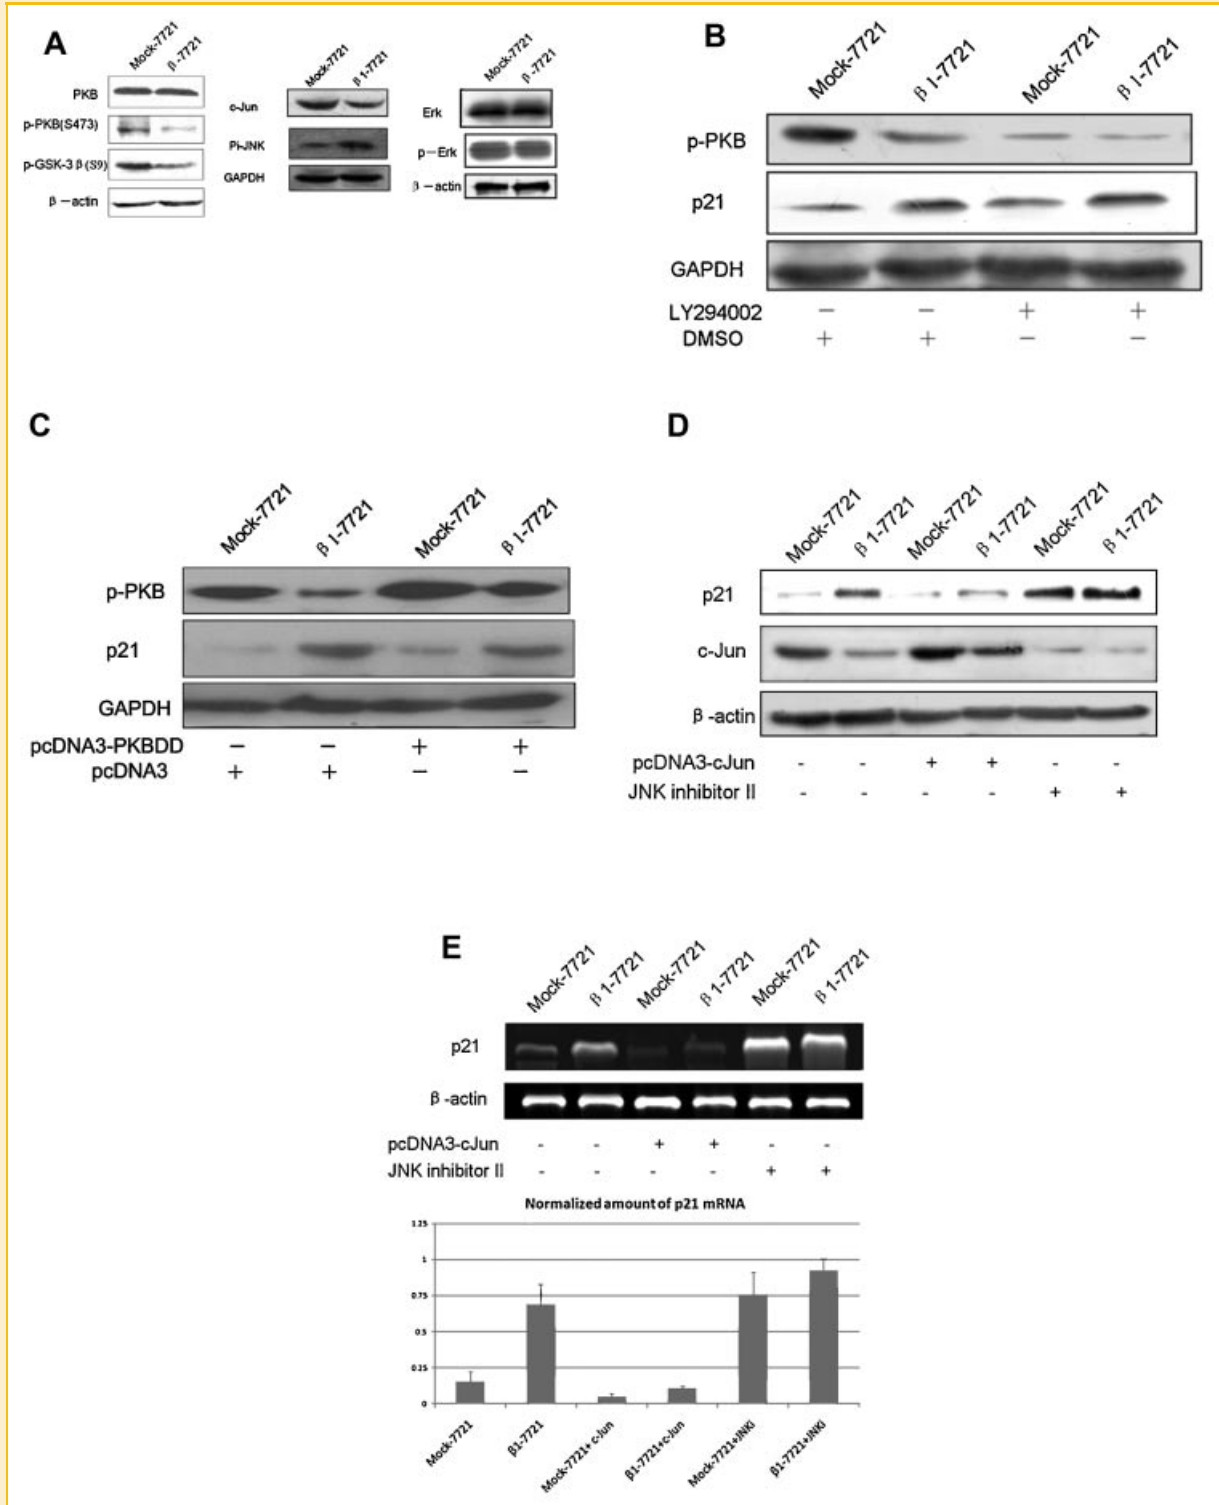 A
Mock-7721
β-7721
PKB
p-PKB(S473)
p-GSK-3β(S9)
β-actin
Mock-7721
β1-7721
c-Jun
Pi-JNK
GAPDH
Mock-7721
β-7721
Erk
p-Erk
β-actin
B
Mock-7721
β1-7721
Mock-7721
β1-7721
p-PKB
p21
GAPDH
LY294002 - - + +
DMSO + + - -
C
Mock-7721
β1-7721
Mock-7721
β1-7721
p-PKB
p21
GAPDH
pcDNA3-PKBDD - - + +
pcDNA3 + + - -
D
Mock-7721
β1-7721
Mock-7721
β1-7721
Mock-7721
β1-7721
p21
c-Jun
β-actin
pcDNA3-cJun - - + + - -
JNK inhibitor II - - - - + +
E
Mock-7721
β1-7721
Mock-7721
β1-7721
Mock-7721
β1-7721
p21
β-actin
pcDNA3-cJun - - + + - -
JNK inhibitor II - - - - + +
Normalized amount of p21 mRNA
1.25
1
0.75
0.5
0.25
0
Mock-7721
β1-7721
Mock-7721+c-Jun
β1-7721+c-Jun
Mock-7721+JNKi
β1-7721+JNKi